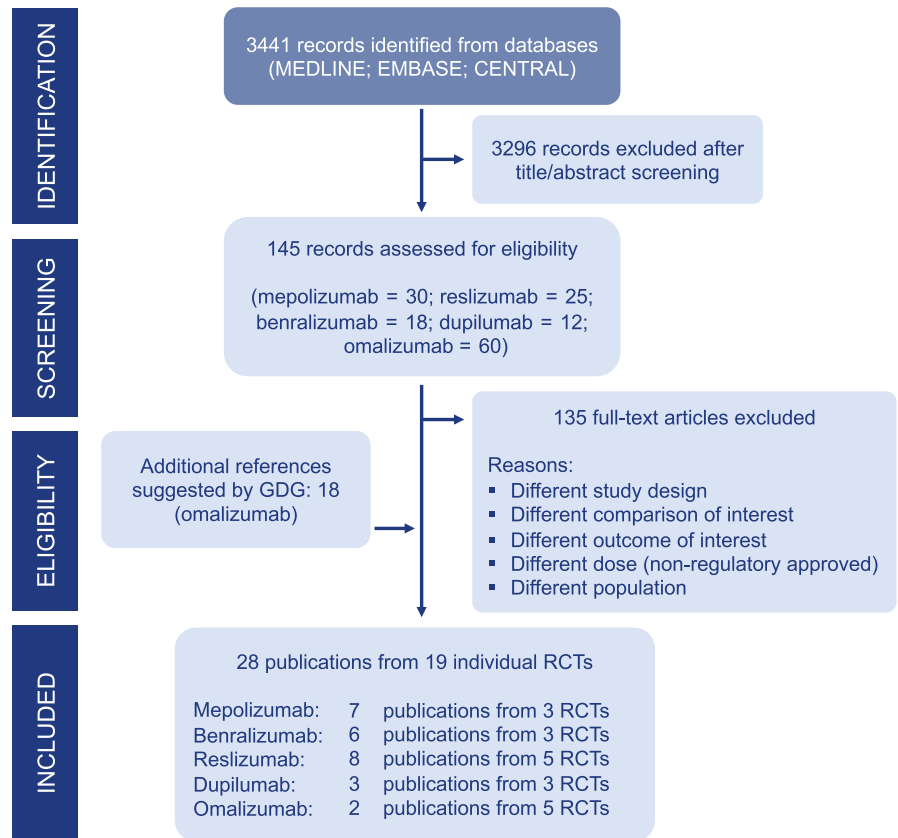 IDENTIFICATION
3441 records identified from databases
(MEDLINE; EMBASE; CENTRAL)
3296 records excluded after
title/abstract screening
SCREENING
145 records assessed for eligibility
(mepolizumab = 30; reslizumab = 25;
benralizumab = 18; dupilumab = 12;
omalizumab = 60)
ELIGIBILITY
Additional references
suggested by GDG: 18
(omalizumab)
135 full-text articles excluded
Reasons:
▪ Different study design
▪ Different comparison of interest
▪ Different outcome of interest
▪ Different dose (non-regulatory approved)
▪ Different population
INCLUDED
28 publications from 19 individual RCTs
Mepolizumab: 7 publications from 3 RCTs
Benralizumab: 6 publications from 3 RCTs
Reslizumab: 8 publications from 5 RCTs
Dupilumab: 3 publications from 3 RCTs
Omalizumab: 2 publications from 5 RCTs